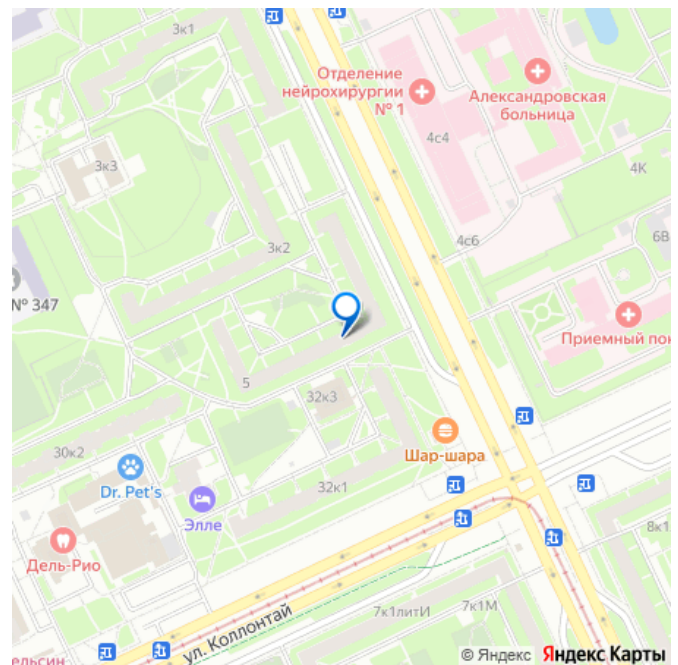 3к1
Отделение
нейрохирургии
№ 1
Александровская
больница
4с4
3к3
4К
4с6
6В
3к2
№ 347
Приемный пок
5
32к3
Шар-шара
30к2
Dr. Pet's
32к1
Элле
Дель-Рио
8к1
7к1литИ
7к1М
ул. Коллонтай
ельсин
© Яндекс Яндекс Карты